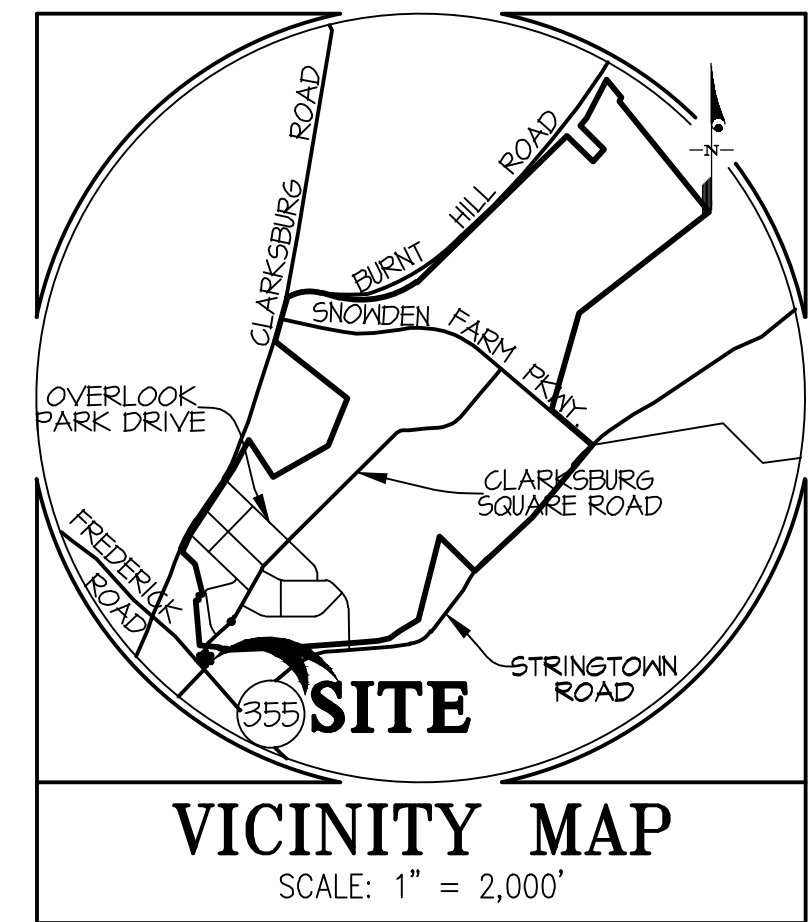 CLARKSBURG ROAD
BURNT HILL ROAD
-N-
SNOWDEN FARM PKWY.
OVERLOOK
PARK DRIVE
CLARKSBURG
SQUARE ROAD
FREDERICK
ROAD
STRINGTOWN
ROAD
355
SITE
VICINITY MAP
SCALE: 1" = 2,000'